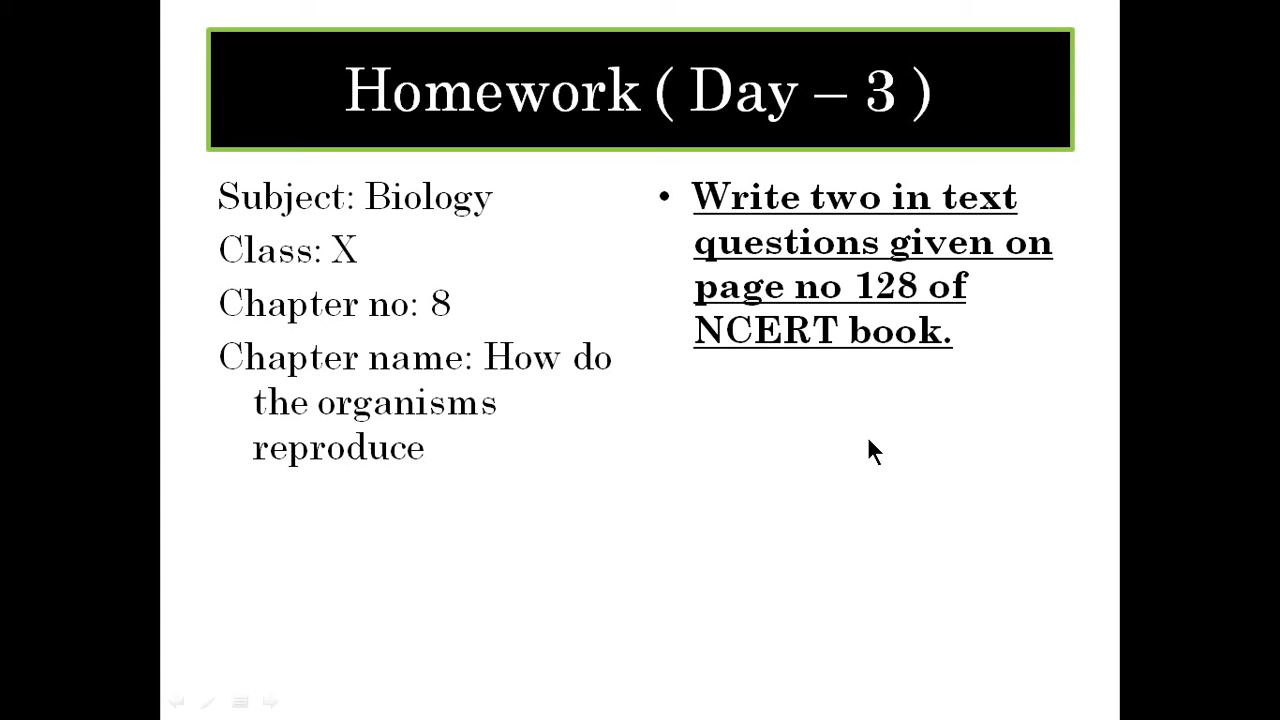 Homework ( Day – 3 )
Subject: Biology
Class: X
Chapter no: 8
Chapter name: How do
the organisms
reproduce
• Write two in text
questions given on
page no 128 of
NCERT book.